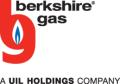 berkshire®
gas
A UIL HOLDINGS COMPANY